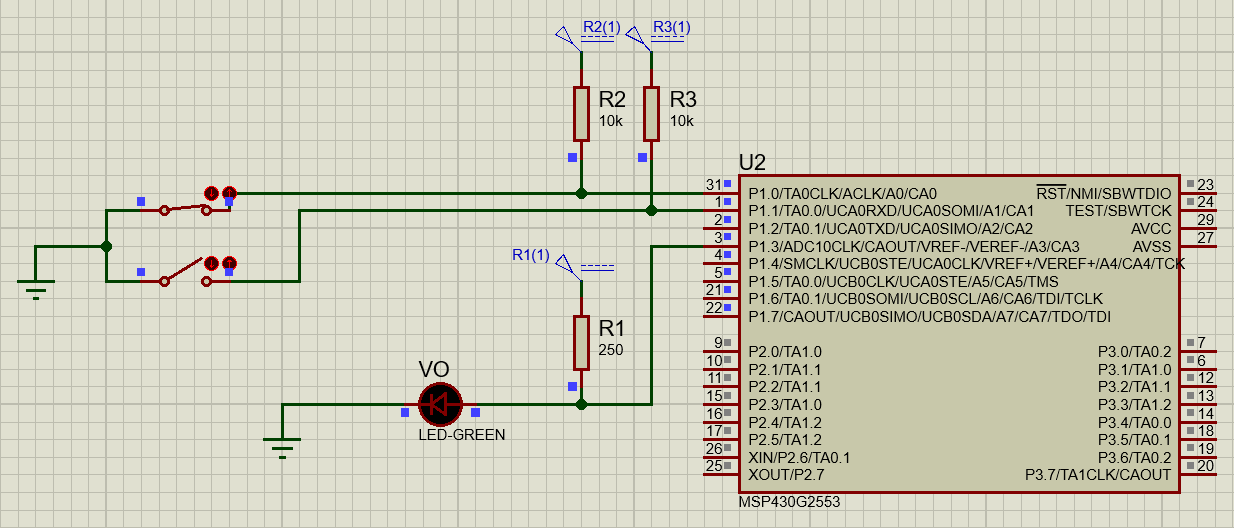 R2(1) R3(1)
R2
10k
R3
10k
U2
31 P1.0/TA0CLK/ACLK/A0/CA0
1 P1.1/TA0.0/UCA0RXD/UCA0SOMI/A1/CA1
2 P1.2/TA0.1/UCA0TXD/UCA0SIMO/A2/CA2
3 P1.3/ADC10CLK/CAOUT/VREF-/VEREF-/A3/CA3
4 P1.4/SMCLK/UCB0STE/UCA0CLK/VREF+/VEREF+/A4/CA4/TCK
5 P1.5/TA0.0/UCB0CLK/UCA0STE/A5/CA5/TMS
21 P1.6/TA0.1/UCB0SOMI/UCB0SCL/A6/CA6/TDI/TCLK
22 P1.7/CAOUT/UCB0SIMO/UCB0SDA/A7/CA7/TDO/TDI
9 P2.0/TA1.0
10 P2.1/TA1.1
11 P2.2/TA1.1
15 P2.3/TA1.0
16 P2.4/TA1.2
17 P2.5/TA1.2
26 XIN/P2.6/TA0.1
25 XOUT/P2.7
RST/NMI/SBWTDIO 23
TEST/SBWTCK 24
AVCC 29
AVSS 27
P3.0/TA0.2 7
P3.1/TA1.0 6
P3.2/TA1.1 12
P3.3/TA1.2 13
P3.4/TA0.0 14
P3.5/TA0.1 18
P3.6/TA0.2 19
P3.7/TA1CLK/CAOUT 20
MSP430G2553
R1(1)
R1
250
VO
LED-GREEN